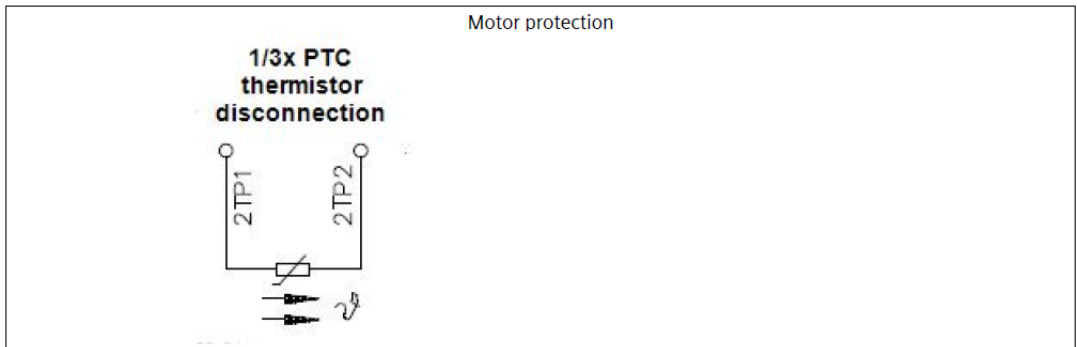 Motor protection
1/3x PTC
thermistor
disconnection
2TP1
2TP2
ϑ